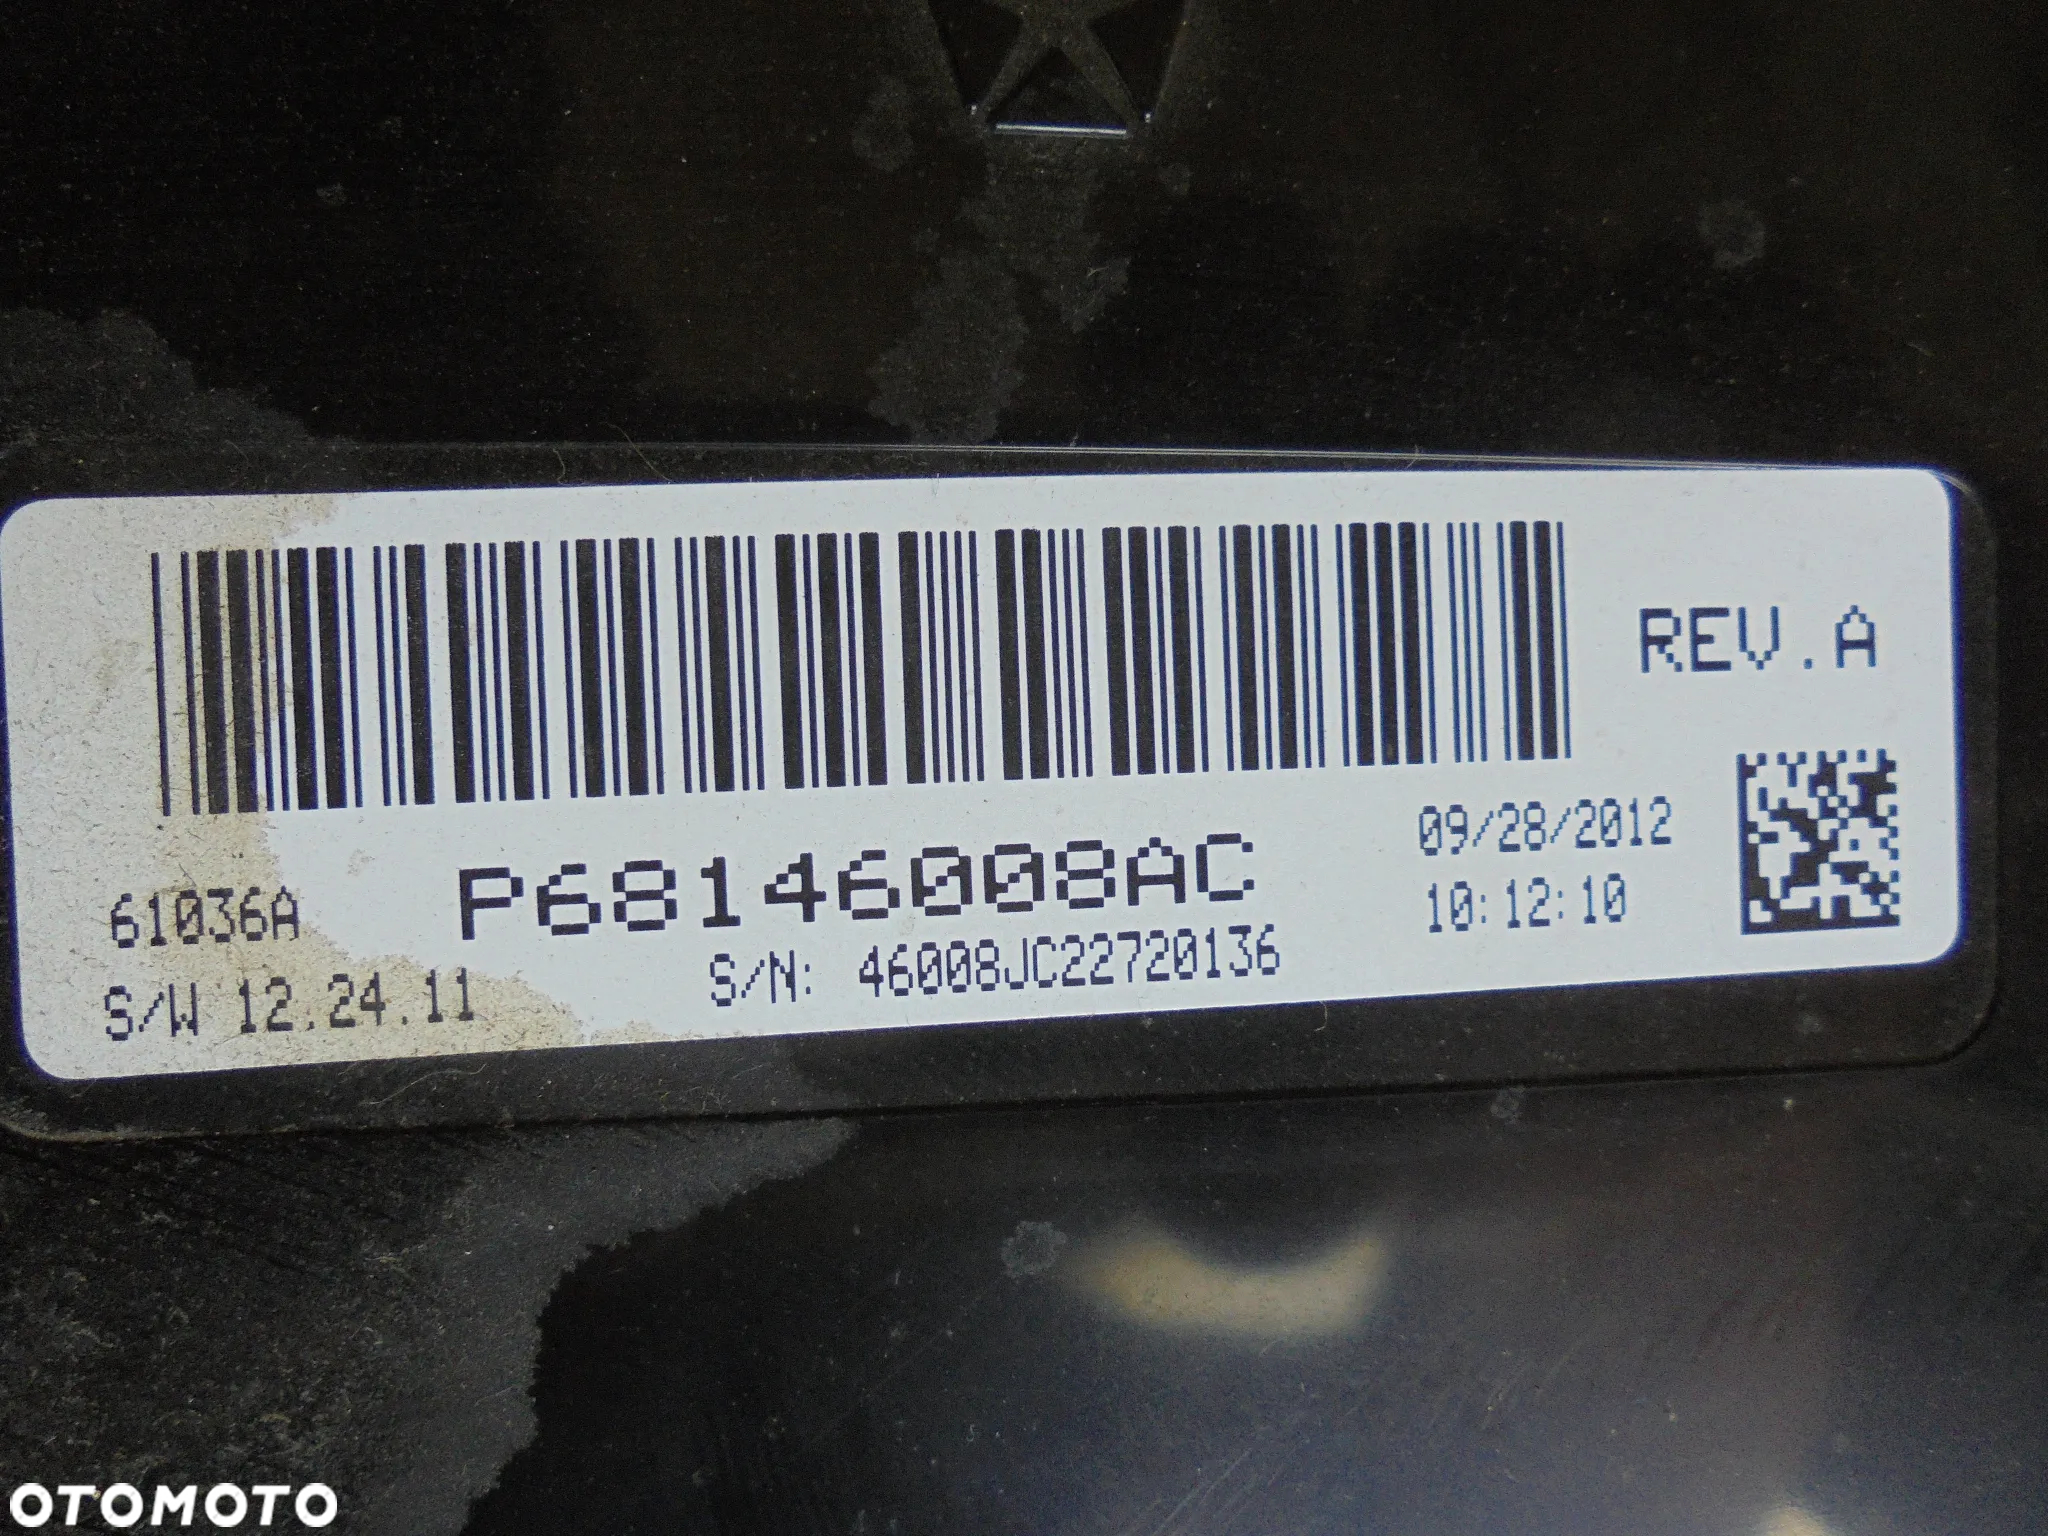 REV.A
P68146008AC
09/28/2012
10:12:10
61036A
S/N: 46008JC22720136
S/W 12.24.11
OTOMOTO